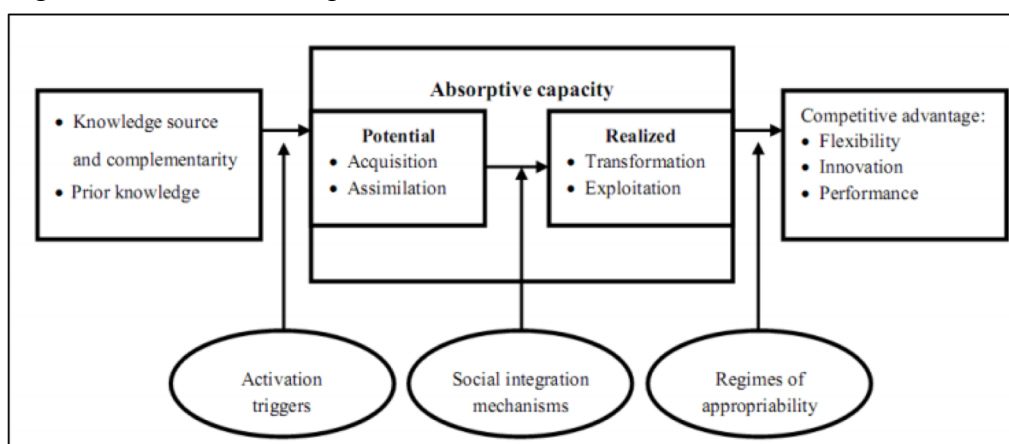 Absorptive capacity
• Knowledge source
and complementarity
• Prior knowledge
Potential
• Acquisition
• Assimilation
Realized
• Transformation
• Exploitation
Competitive advantage:
• Flexibility
• Innovation
• Performance
Activation
triggers
Social integration
mechanisms
Regimes of
appropriability